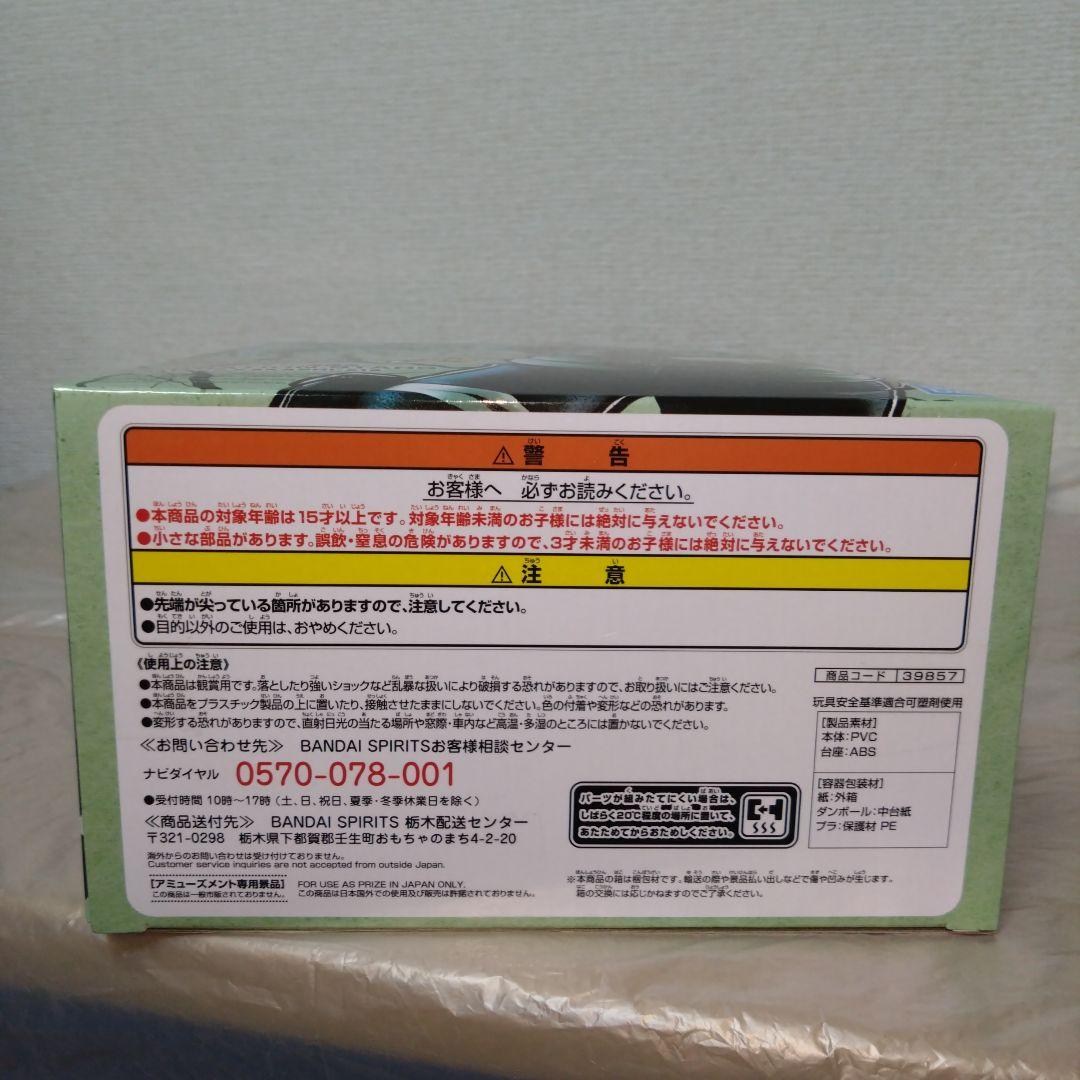 ⚠警告
お客様へ 必ずお読みください。
●本商品の対象年齢は15才以上です。対象年齢未満のお子様には絶対に与えないでください。
●小さな部品があります。誤飲・窒息の危険がありますので、3才未満のお子様には絶対に与えないでください。
⚠注意
●先端が尖っている箇所がありますので、注意してください。
●目的以外のご使用は、おやめください。
《使用上の注意》
●本商品は観賞用です。落としたり強いショックなど乱暴な扱いにより破損する恐れがありますので、お取り扱いにはご注意ください。
●本商品をプラスチック製品の上に置いたり、接触させたままにしないでください。色の付着や変形などの恐れがあります。
●変形する恐れがありますので、直射日光の当たる場所や窓際・車内など高温・多湿のところには置かないでください。
≪お問い合わせ先≫ BANDAI SPIRITSお客様相談センター
ナビダイヤル 0570-078-001
●受付時間 10時〜17時(土、日、祝日、夏季・冬季休業日を除く)
≪商品送付先≫ BANDAI SPIRITS 栃木配送センター
〒321-0298 栃木県下都賀郡壬生町おもちゃのまち4-2-20
海外からのお問い合わせは受け付けておりません。
Customer service inquiries are not accepted from outside Japan.
[アミューズメント専用景品]
この商品は一般市販されておりません。
FOR USE AS PRIZE IN JAPAN ONLY.
この商品は日本国外での使用及び販売は許諾されておりません。
商品コード 39857
玩具安全基準適合可塑剤使用
[製品素材]
本体:PVC
台座:ABS
[容器包装材]
紙:外箱
ダンボール:中台紙
プラ:保護材 PE
パーツが組みたてにくい場合は、
しばらく20℃程度の場所に置いて、
あたためてからおためしください。
※本商品の箱は梱包材です。輸送の際や景品払い出しなどで傷や凹みが生じます。
箱の交換には応じかねますのでご了承ください。